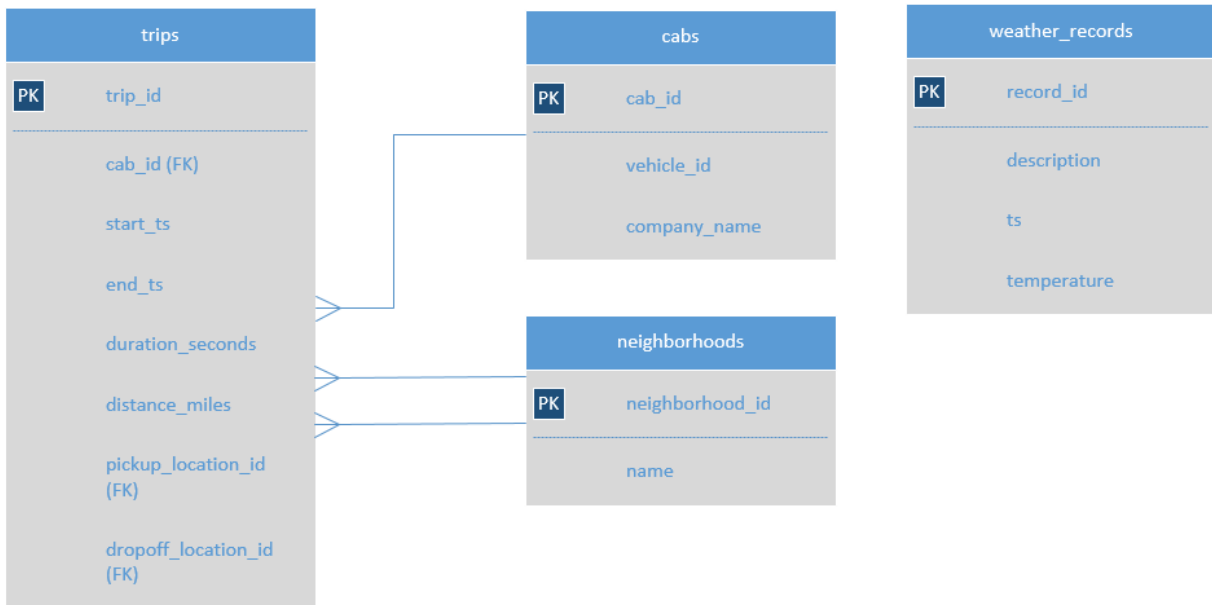 trips
PK trip_id
cab_id (FK)
start_ts
end_ts
duration_seconds
distance_miles
pickup_location_id
(FK)
dropoff_location_id
(FK)
cabs
PK cab_id
vehicle_id
company_name
neighborhoods
PK neighborhood_id
name
weather_records
PK record_id
description
ts
temperature